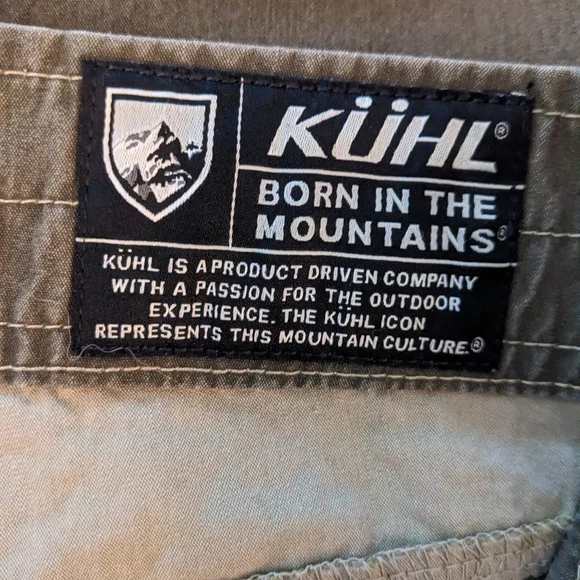 KÜHL®
BORN IN THE
MOUNTAINS®
KÜHL IS A PRODUCT DRIVEN COMPANY
WITH A PASSION FOR THE OUTDOOR
EXPERIENCE. THE KÜHL ICON
REPRESENTS THIS MOUNTAIN CULTURE.®